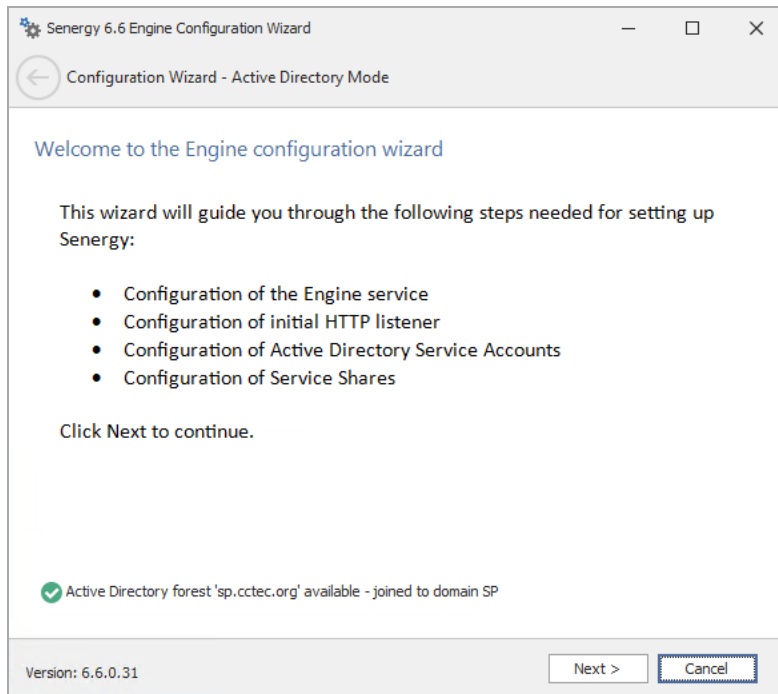 Senergy 6.6 Engine Configuration Wizard
Configuration Wizard - Active Directory Mode
Welcome to the Engine configuration wizard
This wizard will guide you through the following steps needed for setting up
Senergy:
• Configuration of the Engine service
• Configuration of initial HTTP listener
• Configuration of Active Directory Service Accounts
• Configuration of Service Shares
Click Next to continue.
Active Directory forest 'sp.cctec.org' available - joined to domain SP
Version: 6.6.0.31
Next >
Cancel